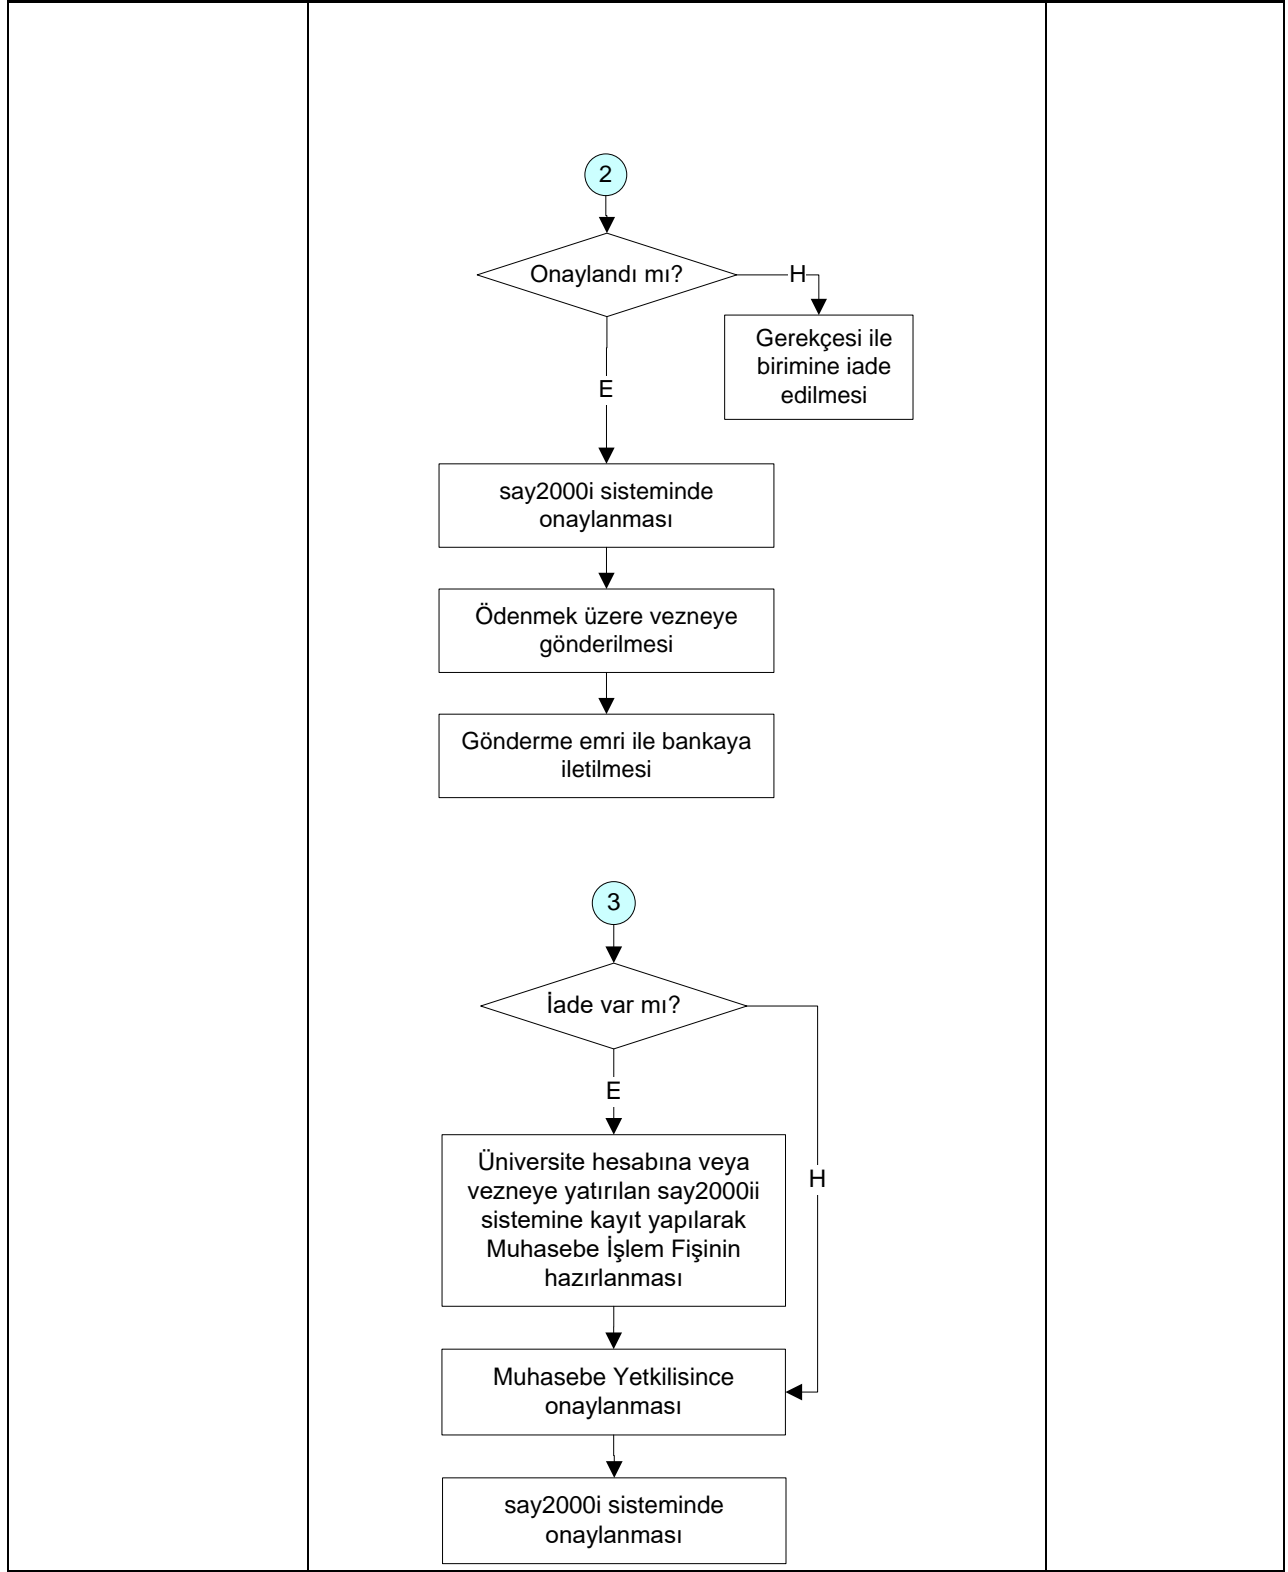 2
Onaylandı mı?
H
Gerekçesi ile
birimine iade
edilmesi
E
say2000i sisteminde
onaylanması
Ödenmek üzere vezneye
gönderilmesi
Gönderme emri ile bankaya
iletilmesi
3
İade var mı?
E
H
Üniversite hesabına veya
vezneye yatırılan say2000ii
sistemine kayıt yapılarak
Muhasebe İşlem Fişinin
hazırlanması
Muhasebe Yetkilisince
onaylanması
say2000i sisteminde
onaylanması